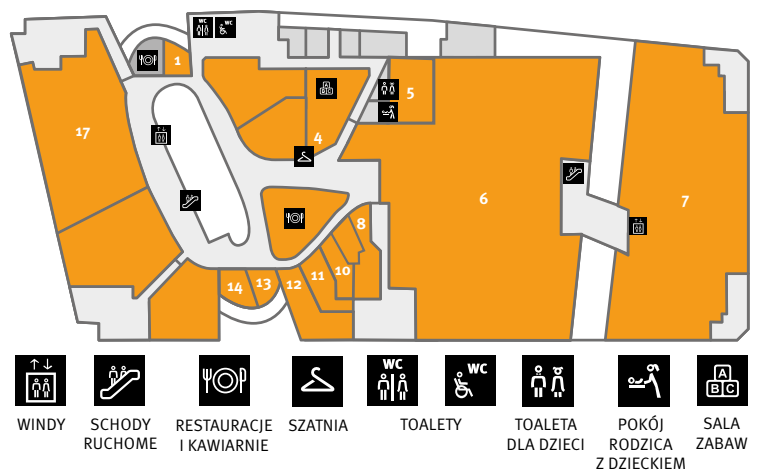 WC
WC
1
A
B C
5
17
4
6
7
8
10
11
12
13
14
WC
WC
A
B C
WINDY
SCHODY
RUCHOME
RESTAURACJE
I KAWIARNIE
SZATNIA
TOALETY
TOALETA
DLA DZIECI
POKÓJ
RODZICA
Z DZIECKIEM
SALA
ZABAW